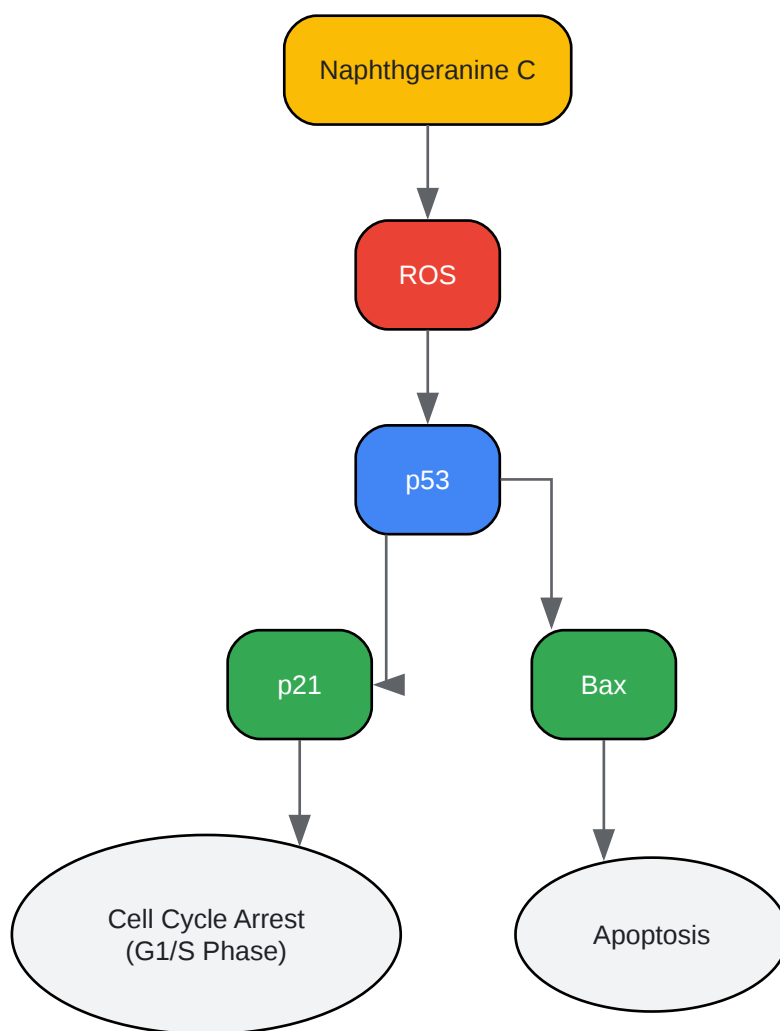 Naphthgeranine C
ROS
p53
p21
Bax
Cell Cycle Arrest
(G1/S Phase)
Apoptosis